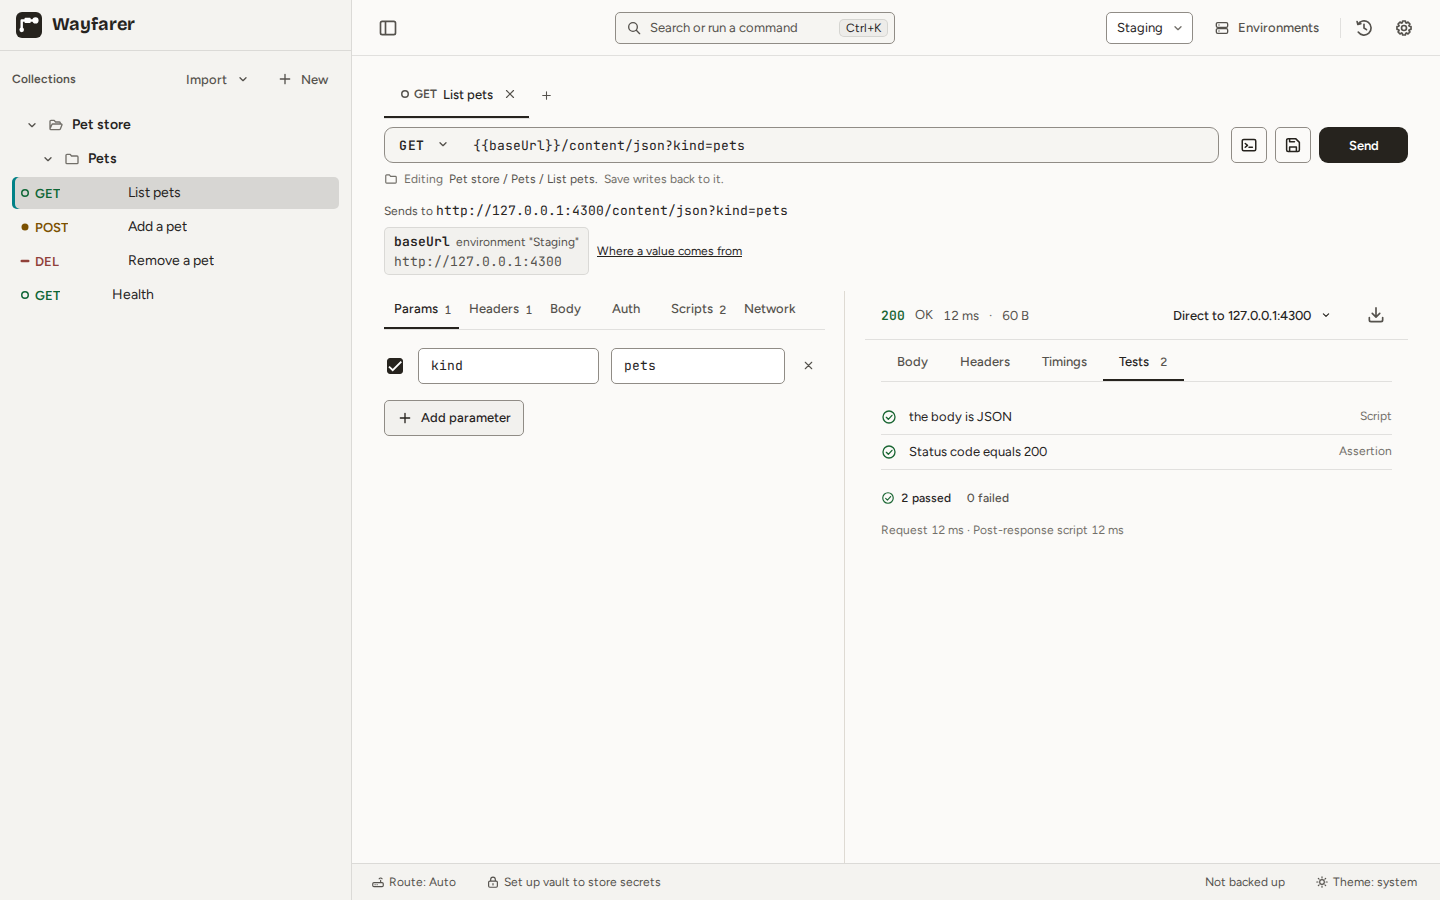 Wayfarer
Search or run a command Ctrl+K
Staging
Environments
Collections Import New
GET List pets
Pet store
Pets
GET List pets
POST Add a pet
DEL Remove a pet
GET Health
GET {{baseUrl}}/content/json?kind=pets Send
Editing Pet store / Pets / List pets. Save writes back to it.
Sends to http://127.0.0.1:4300/content/json?kind=pets
baseUrl environment "Staging"
http://127.0.0.1:4300
Where a value comes from
Params 1 Headers 1 Body Auth Scripts 2 Network
kind pets
Add parameter
200 OK 12 ms · 60 B Direct to 127.0.0.1:4300
Body Headers Timings Tests 2
the body is JSON Script
Status code equals 200 Assertion
2 passed 0 failed
Request 12 ms · Post-response script 12 ms
Route: Auto Set up vault to store secrets Not backed up Theme: system